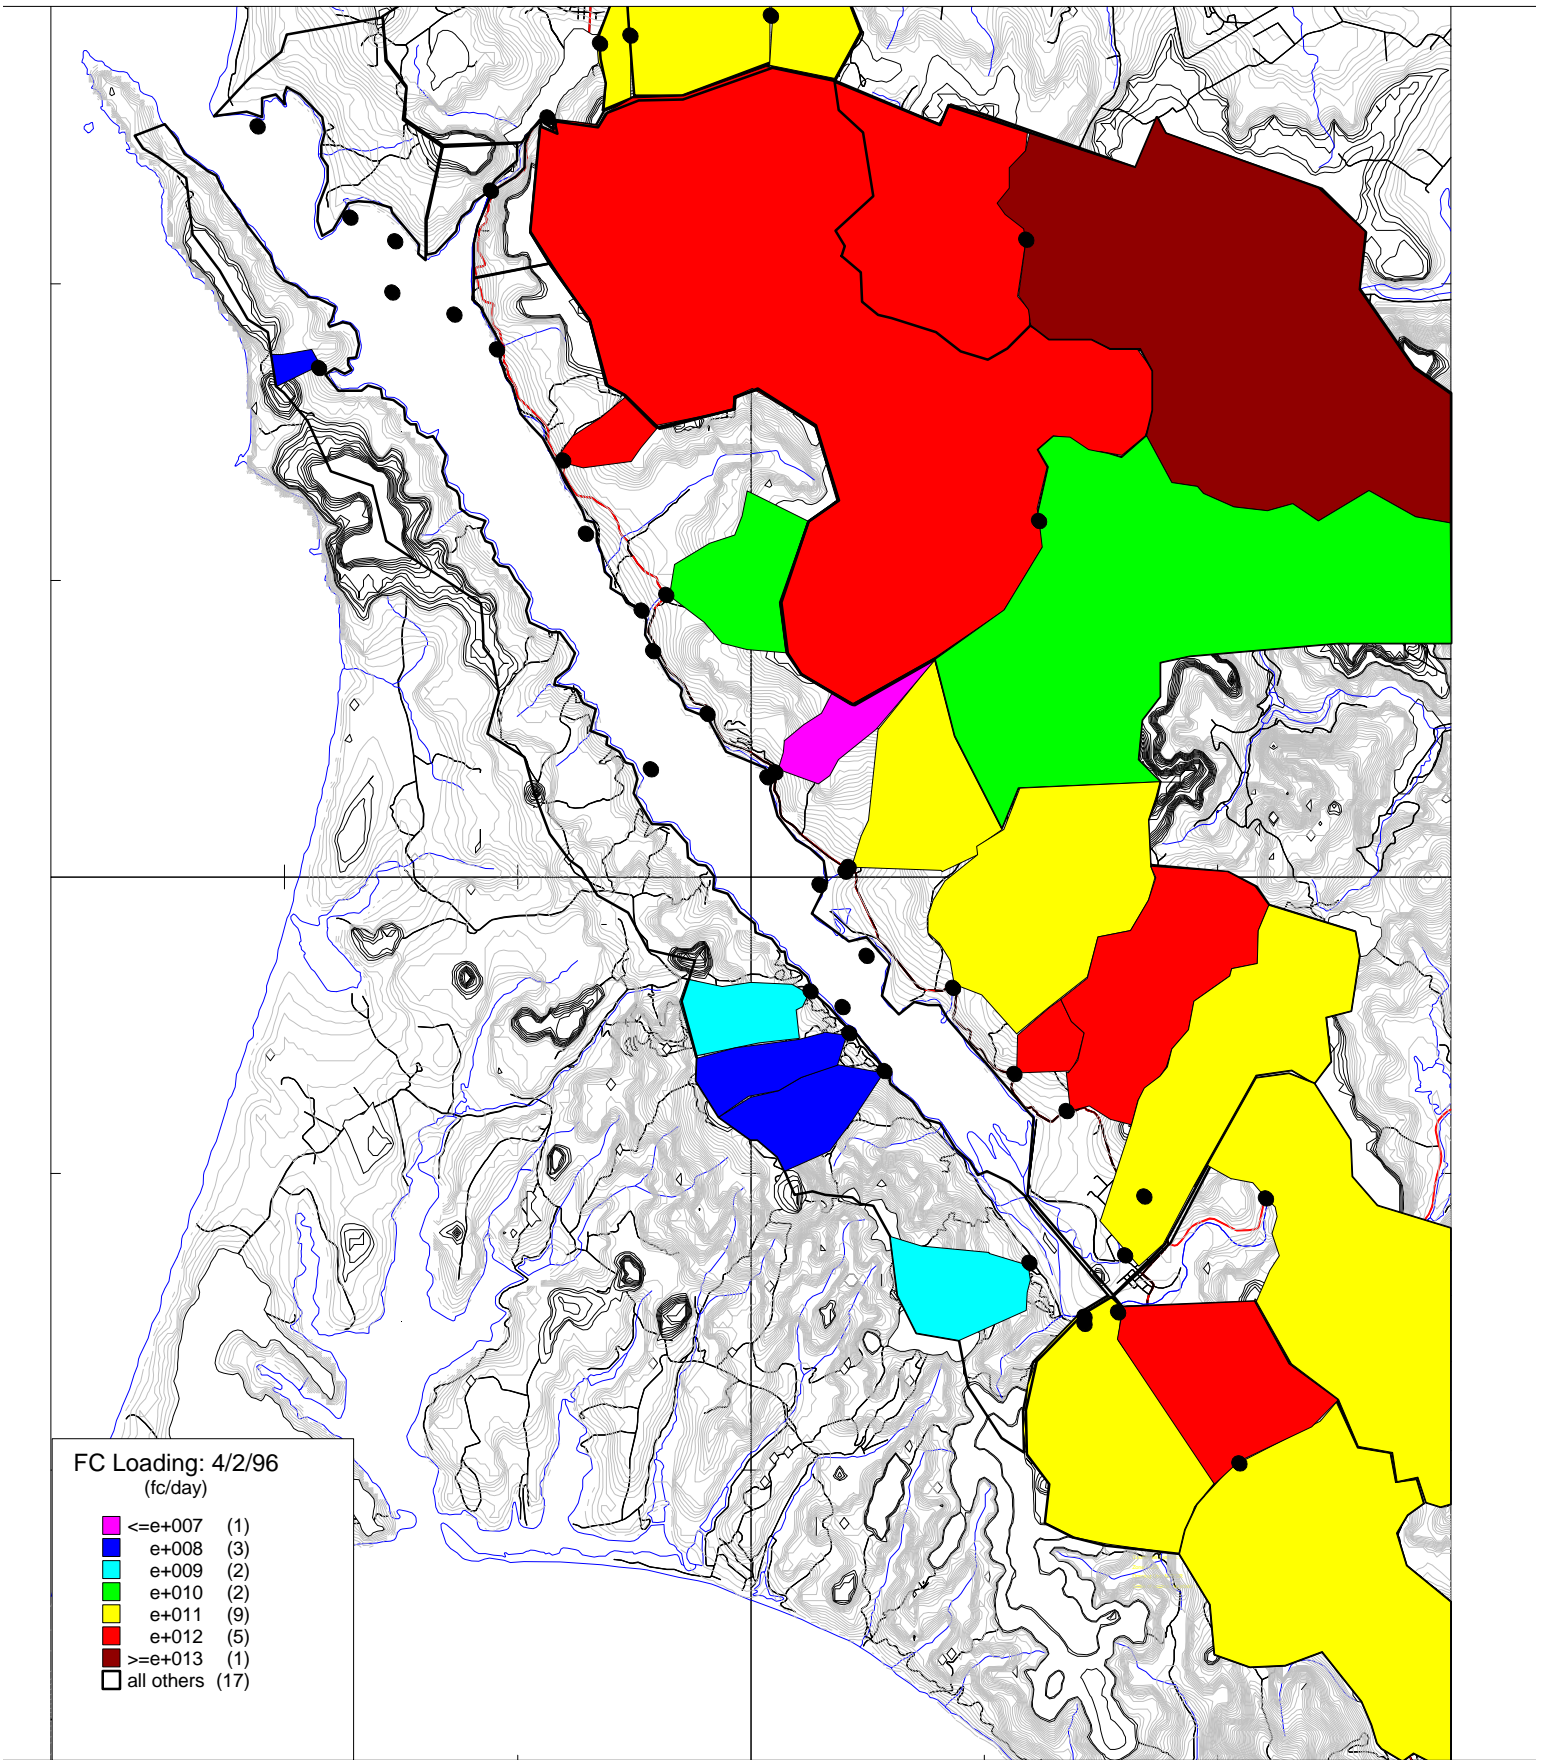 FC Loading: 4/2/96
(fc/day)
<=e+007 (1)
e+008 (3)
e+009 (2)
e+010 (2)
e+011 (9)
e+012 (5)
>=e+013 (1)
all others (17)